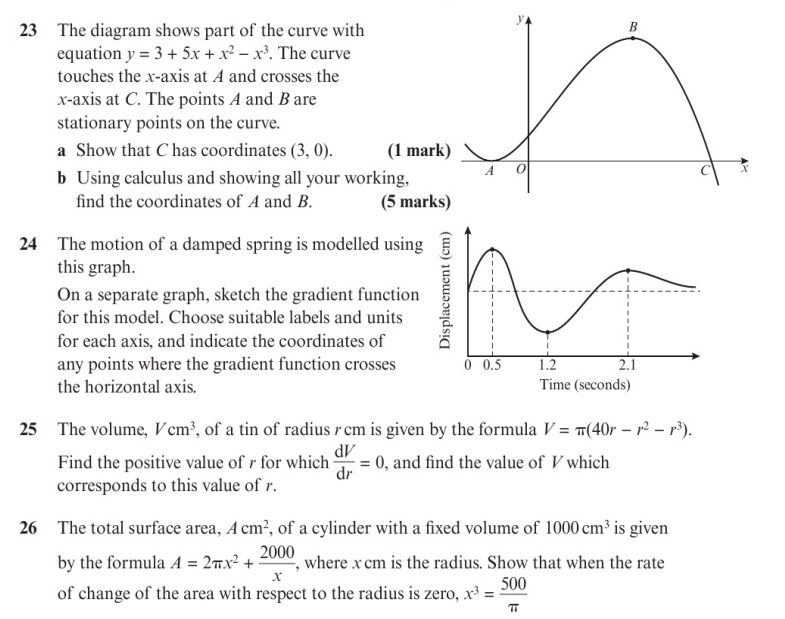 23 The diagram shows part of the curve with
equation y = 3 + 5x + x² – x³. The curve
touches the x-axis at A and crosses the
x-axis at C. The points A and B are
stationary points on the curve.
a Show that C has coordinates (3, 0). (1 mark)
b Using calculus and showing all your working,
find the coordinates of A and B. (5 marks)
y
B
A
O
C
x
24 The motion of a damped spring is modelled using
this graph.
On a separate graph, sketch the gradient function
for this model. Choose suitable labels and units
for each axis, and indicate the coordinates of
any points where the gradient function crosses
the horizontal axis.
Displacement (cm)
0 0.5 1.2 2.1
Time (seconds)
25 The volume, V cm³, of a tin of radius r cm is given by the formula V = π(40r – r² – r³).
Find the positive value of r for which dV/dr = 0, and find the value of V which
corresponds to this value of r.
26 The total surface area, A cm², of a cylinder with a fixed volume of 1000 cm³ is given
by the formula A = 2πx² + 2000/x, where x cm is the radius. Show that when the rate
of change of the area with respect to the radius is zero, x³ = 500/π